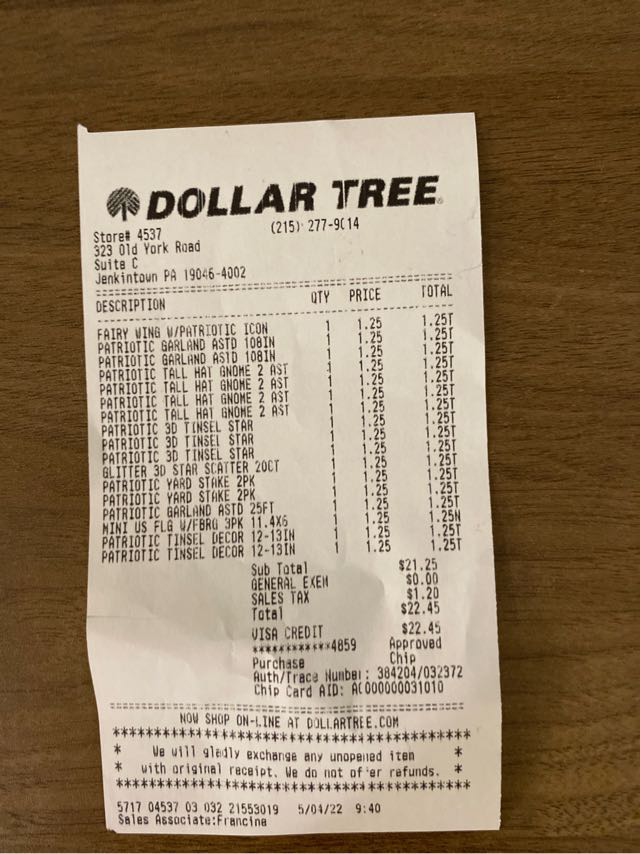 DOLLAR TREE
(215) 277-9014
Store# 4537
323 Old York Road
Suite C
Jenkintown PA 19046-4002
DESCRIPTION QTY PRICE TOTAL
FAIRY WING W/PATRIOTIC ICON 1 1.25 1.25T
PATRIOTIC GARLAND ASTD 108IN 1 1.25 1.25T
PATRIOTIC GARLAND ASTD 108IN 1 1.25 1.25T
PATRIOTIC TALL HAT GNOME 2 AST 1 1.25 1.25T
PATRIOTIC TALL HAT GNOME 2 AST 1 1.25 1.25T
PATRIOTIC TALL HAT GNOME 2 AST 1 1.25 1.25T
PATRIOTIC TALL HAT GNOME 2 AST 1 1.25 1.25T
PATRIOTIC 3D TINSEL STAR 1 1.25 1.25T
PATRIOTIC 3D TINSEL STAR 1 1.25 1.25T
PATRIOTIC 3D TINSEL STAR 1 1.25 1.25T
GLITTER 3D STAR SCATTER 20CT 1 1.25 1.25T
PATRIOTIC YARD STAKE 2PK 1 1.25 1.25T
PATRIOTIC YARD STAKE 2PK 1 1.25 1.25T
PATRIOTIC GARLAND ASTD 25FT 1 1.25 1.25T
MINI US FLG W/FBRG 3PK 11.4X6 1 1.25 1.25N
PATRIOTIC TINSEL DECOR 12-13IN 1 1.25 1.25T
PATRIOTIC TINSEL DECOR 12-13IN 1 1.25 1.25T
Sub Total $21.25
GENERAL EXEM $0.00
SALES TAX $1.20
Total $22.45
VISA CREDIT $22.45
************4859 Approved
Purchase Chip
Auth/Trace Number: 384204/032372
Chip Card AID: A0000000031010
NOW SHOP ON-LINE AT DOLLARTREE.COM
****************************************
* We will gladly exchange any unopened item *
* with original receipt. We do not offer refunds. *
****************************************
5717 04537 03 032 21553019 5/04/22 9:40
Sales Associate:Francine